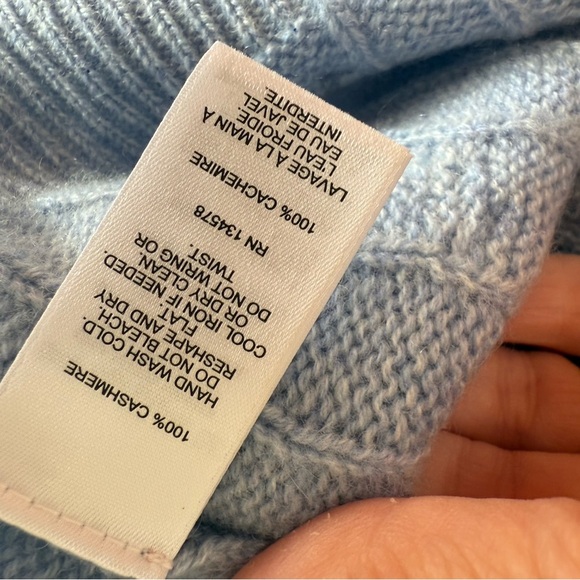 100% CASHMERE
HAND WASH COLD.
DO NOT BLEACH.
RESHAPE AND DRY
FLAT.
COOL IRON IF NEEDED.
OR DRY CLEAN.
DO NOT WRING OR
TWIST.
RN 134578
100% CACHEMIRE
LAVAGE A LA MAIN A
L'EAU FROIDE.
EAU DE JAVEL
INTERDITE